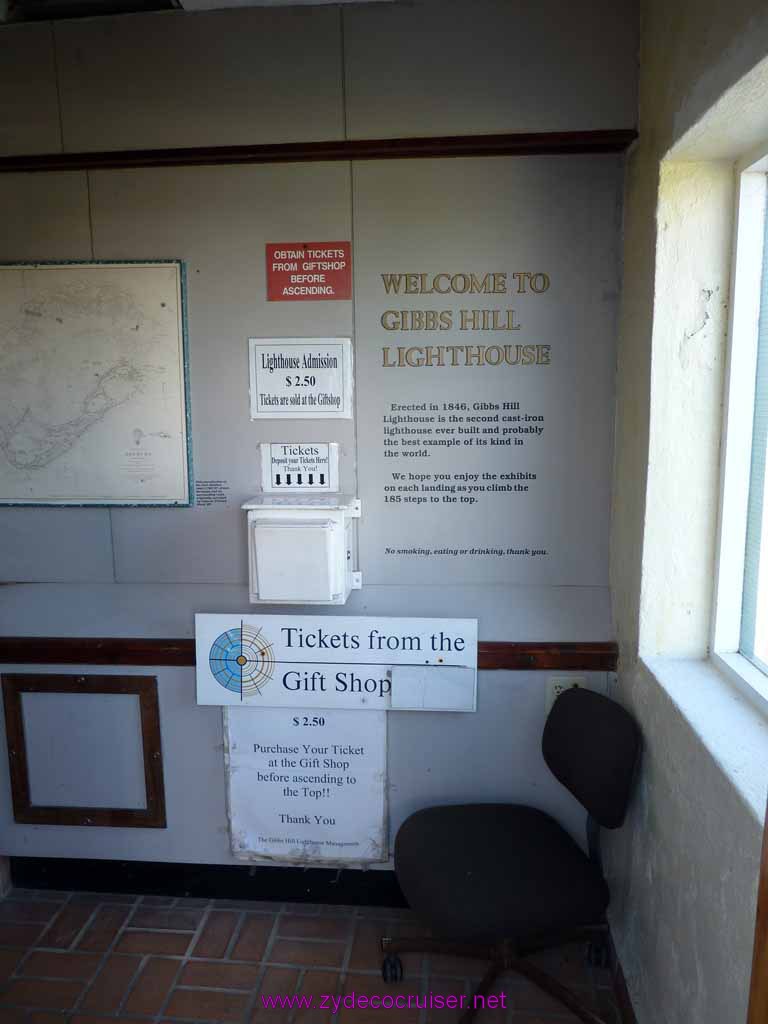 OBTAIN TICKETS
FROM GIFTSHOP
BEFORE
ASCENDING.
WELCOME TO
GIBBS HILL
LIGHTHOUSE
Lighthouse Admission
$ 2.50
Tickets are sold at the Giftshop
Erected in 1846, Gibbs Hill
Lighthouse is the second cast-iron
lighthouse ever built and probably
the best example of its kind in
the world.
We hope you enjoy the exhibits
on each landing as you climb the
185 steps to the top.
No smoking, eating or drinking, thank you.
Tickets
Deposit your Tickets Here!
Thank You!
Tickets from the
Gift Shop
$ 2.50
Purchase Your Ticket
at the Gift Shop
before ascending to
the Top!!
Thank You
The Gibbs Hill Lighthouse Management
www.zydecocruiser.net